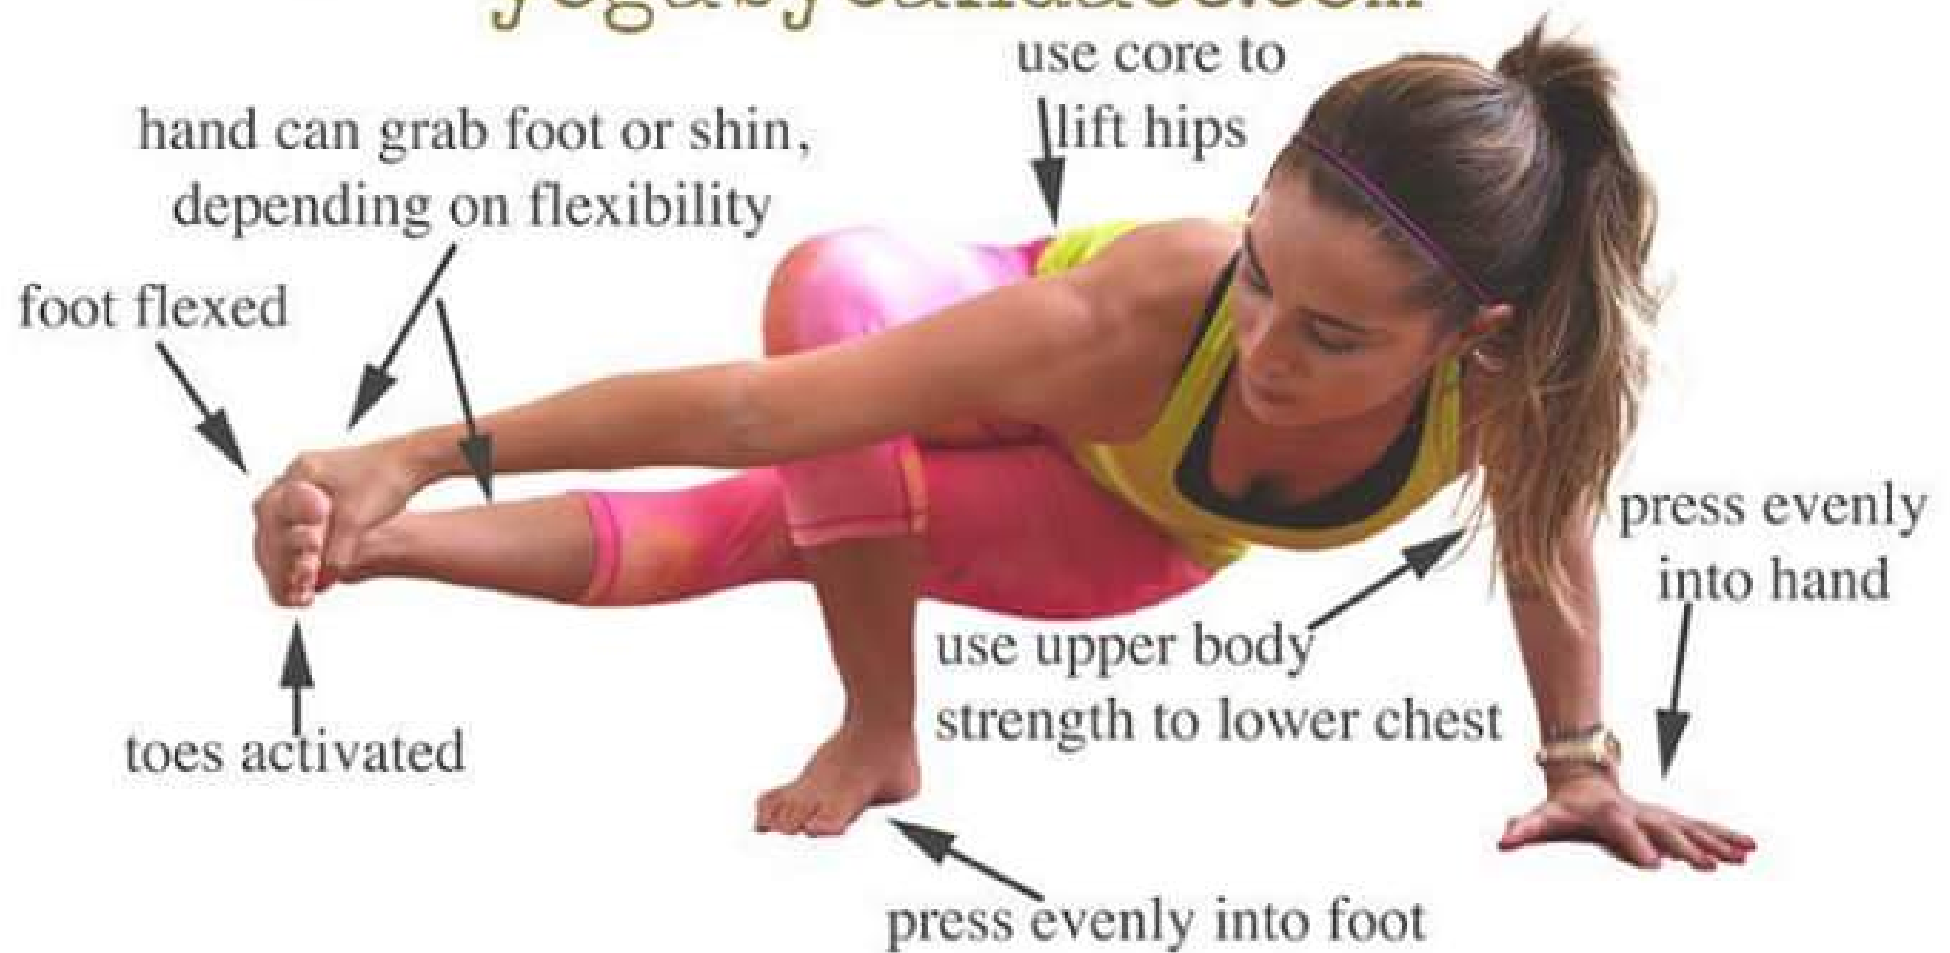 use core to
lift hips
hand can grab foot or shin,
depending on flexibility
foot flexed
press evenly
into hand
use upper body
strength to lower chest
toes activated
press evenly into foot